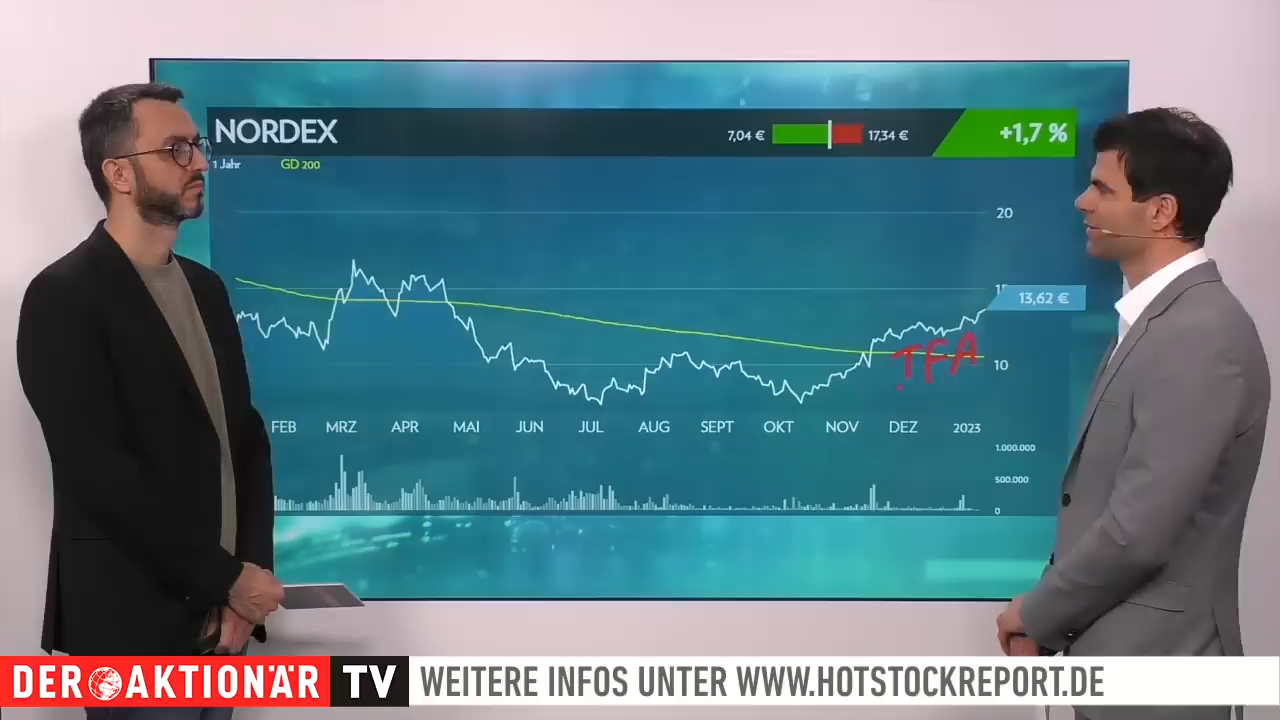 NORDEX
7,04 € 17,34 € +1,7 %
1 Jahr GD 200
20
13,62 €
TFA
10
FEB MRZ APR MAI JUN JUL AUG SEPT OKT NOV DEZ 2023
1.000.000
500.000
0
DER AKTIONÄR TV WEITERE INFOS UNTER WWW.HOTSTOCKREPORT.DE